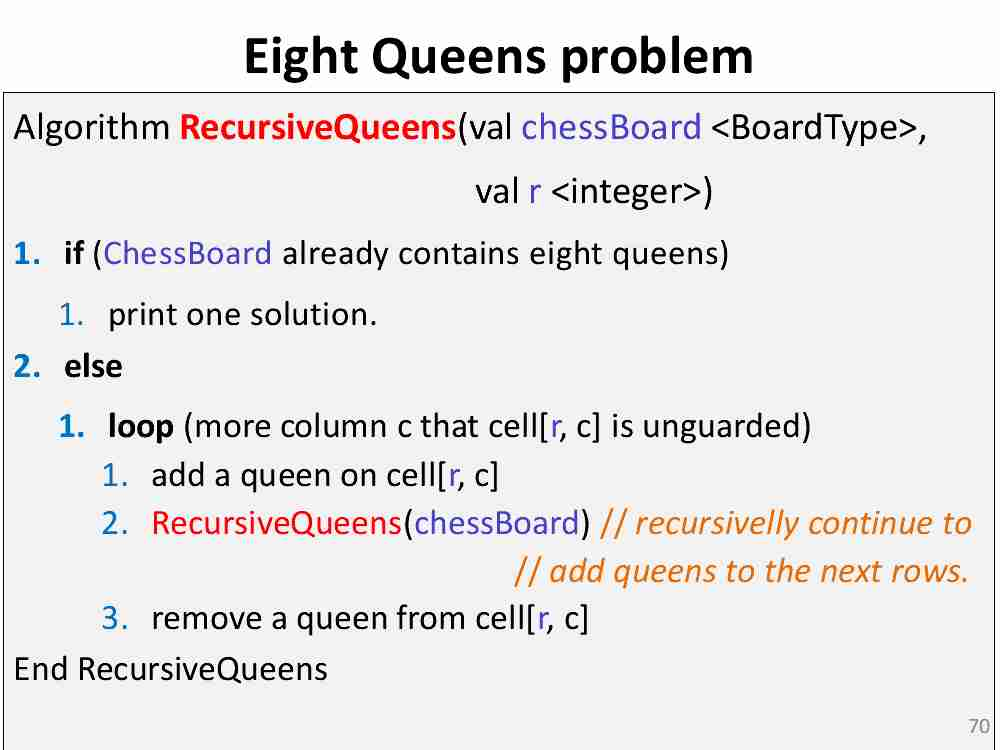 Eight Queens problem
Algorithm RecursiveQueens(val chessBoard <BoardType>,
val r <integer>)
1. if (ChessBoard already contains eight queens)
1. print one solution.
2. else
1. loop (more column c that cell[r, c] is unguarded)
1. add a queen on cell[r, c]
2. RecursiveQueens(chessBoard) // recursivelly continue to
// add queens to the next rows.
3. remove a queen from cell[r, c]
End RecursiveQueens
70